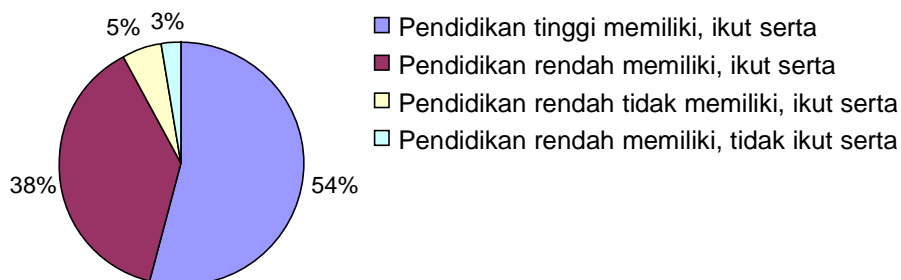 5% 3%
38%
54%
Pendidikan tinggi memiliki, ikut serta
Pendidikan rendah memiliki, ikut serta
Pendidikan rendah tidak memiliki, ikut serta
Pendidikan rendah memiliki, tidak ikut serta